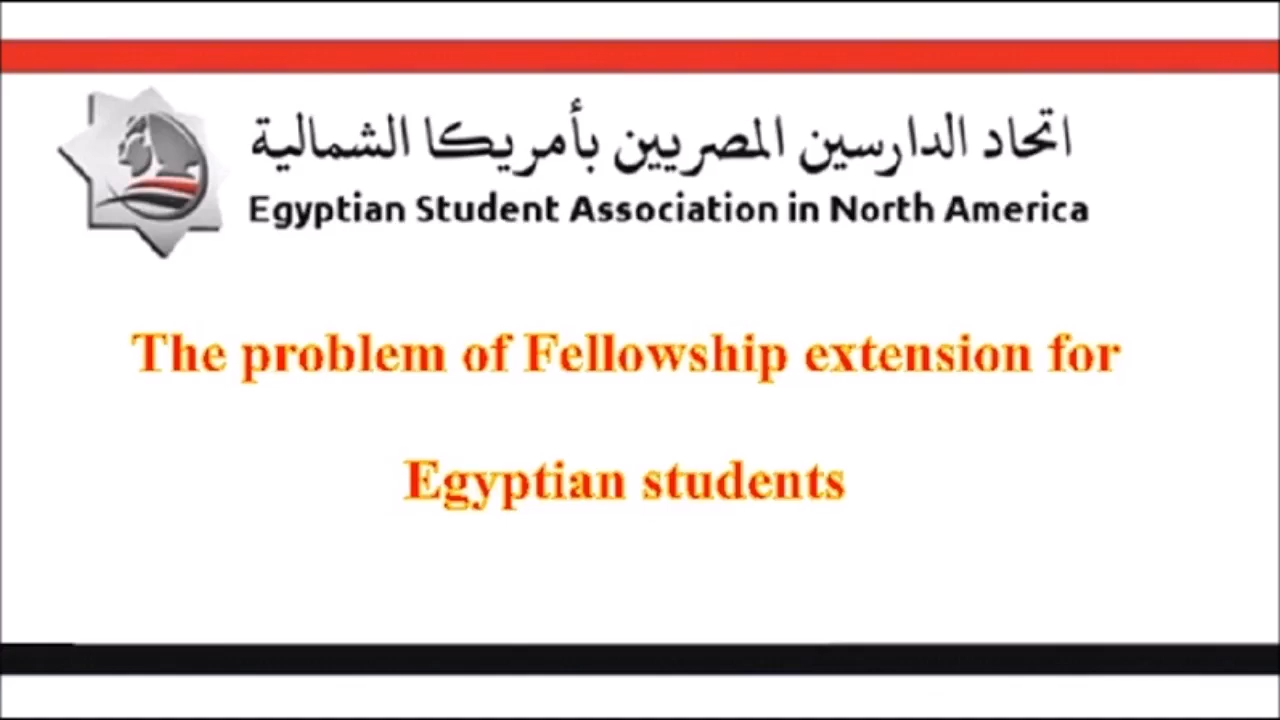 اتحاد الدارسين المصريين بأمريكا الشمالية
Egyptian Student Association in North America
The problem of Fellowship extension for
Egyptian students